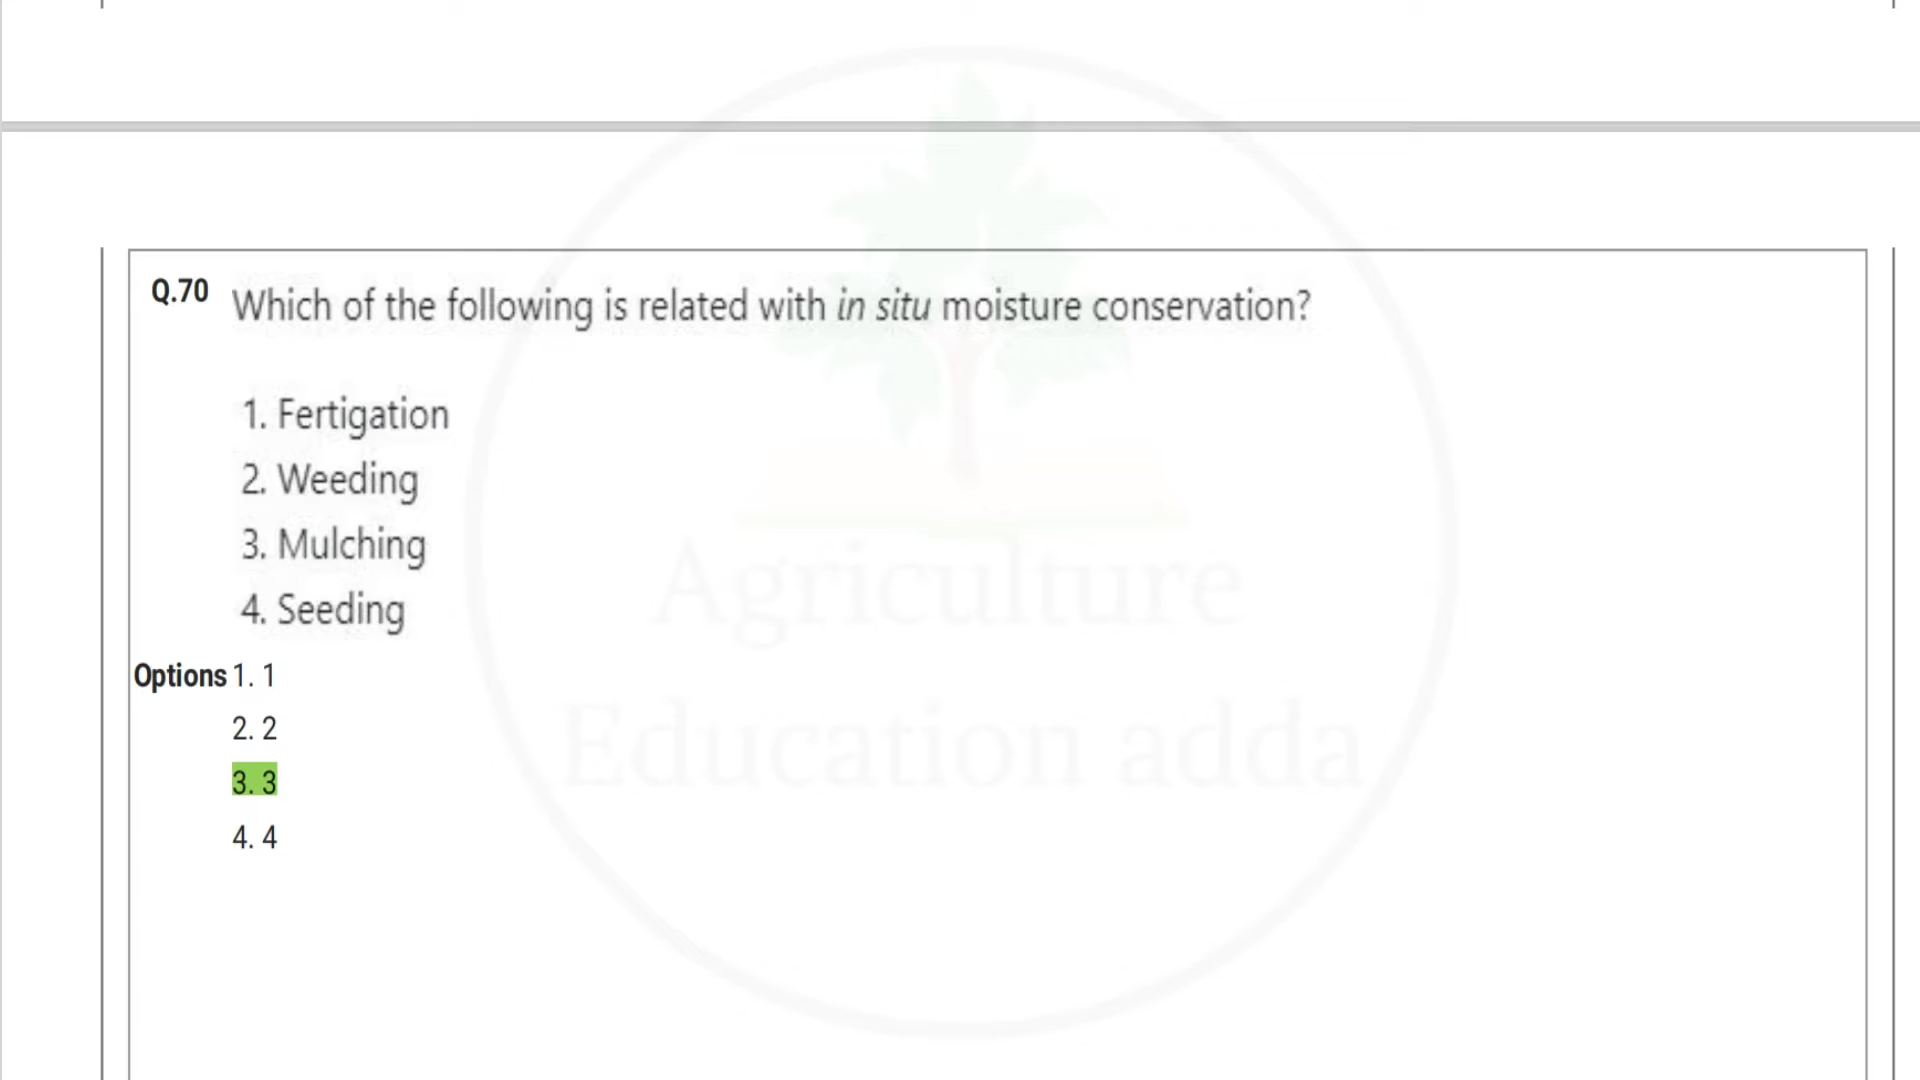 Q.70 Which of the following is related with in situ moisture conservation?
1. Fertigation
2. Weeding
3. Mulching
4. Seeding
Options 1. 1
2. 2
3. 3
4. 4
Agriculture
Education adda